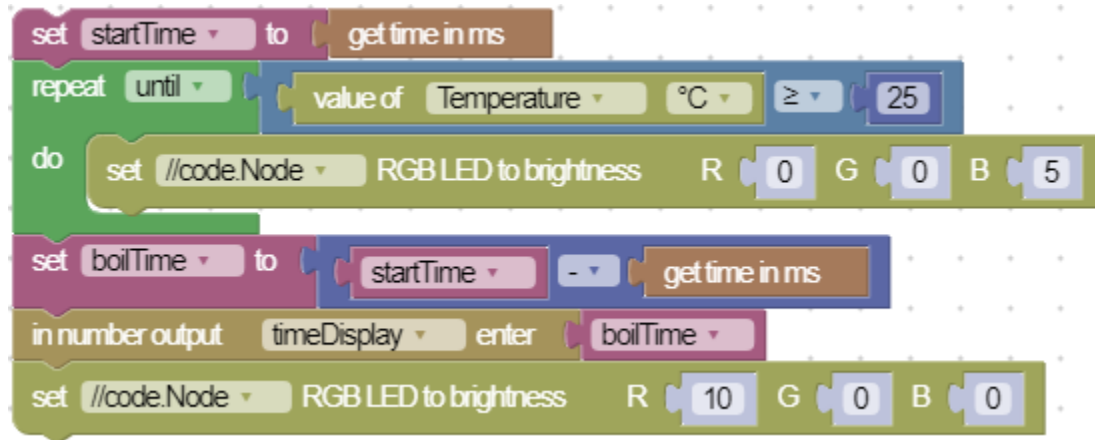 set startTime to get time in ms
repeat until value of Temperature °C ≥ 25
do set //code.Node RGB LED to brightness R 0 G 0 B 5
set boilTime to startTime - get time in ms
in number output timeDisplay enter boilTime
set //code.Node RGB LED to brightness R 10 G 0 B 0